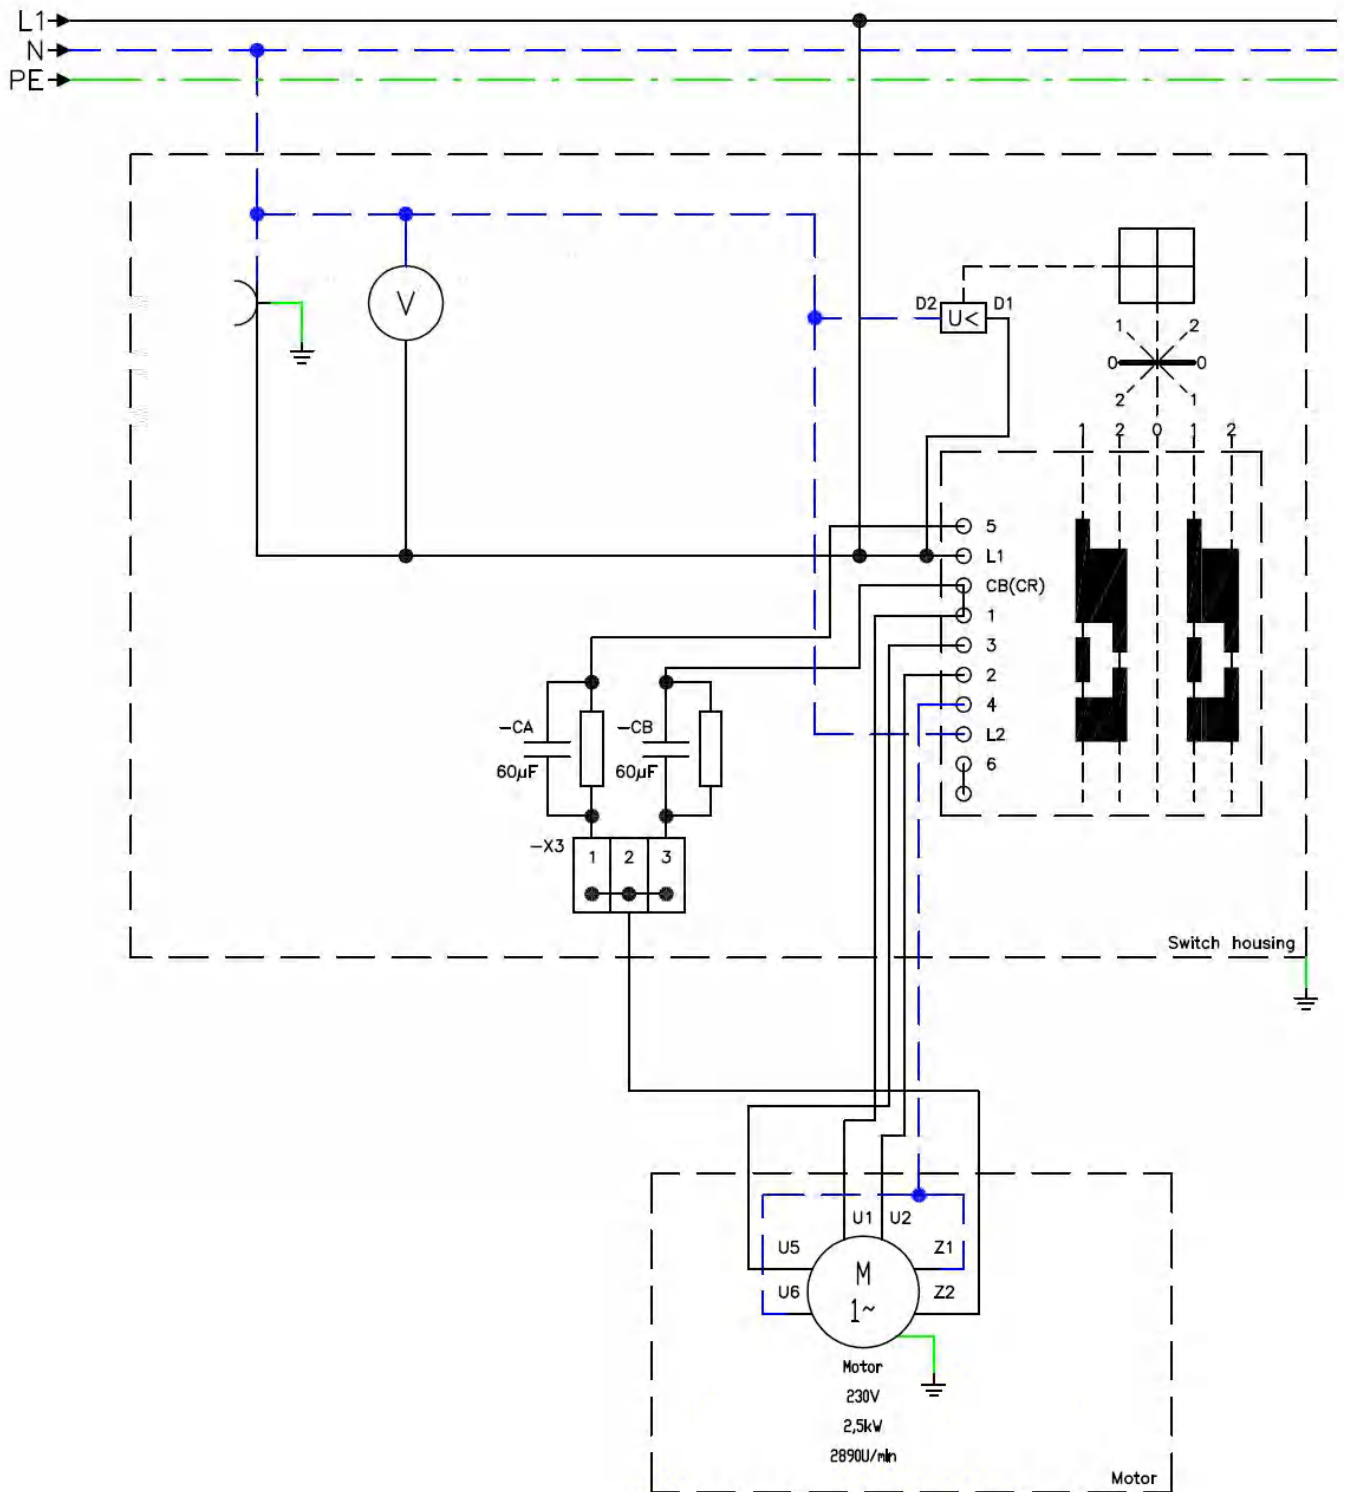 L1
N
PE
V
D2 U< D1
1 2
0 0
2 1
1 2 0 1 2
5
L1
CB(CR)
1
3
2
4
L2
6
-CA
60µF
-CB
60µF
-X3
1 2 3
Switch housing
U1 U2
U5 Z1
U6 Z2
M
1~
Motor
230V
2,5kW
2890U/min
Motor